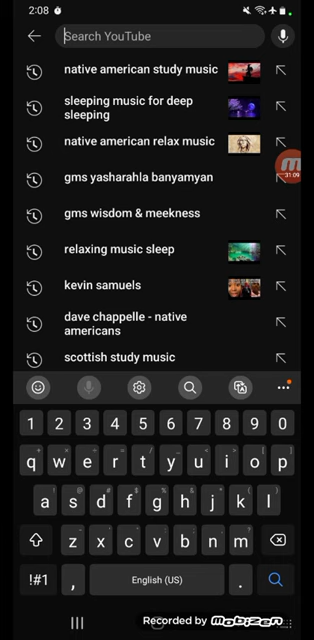 2:08
Search YouTube
native american study music
sleeping music for deep
sleeping
native american relax music
gms yasharahla banyamyan
31:09
gms wisdom & meekness
relaxing music sleep
kevin samuels
dave chappelle - native
americans
scottish study music
1 2 3 4 5 6 7 8 9 0
q w e r t y u i o p
a s d f g h j k l
z x c v b n m
!#1 , English (US) .
Recorded by mobizen